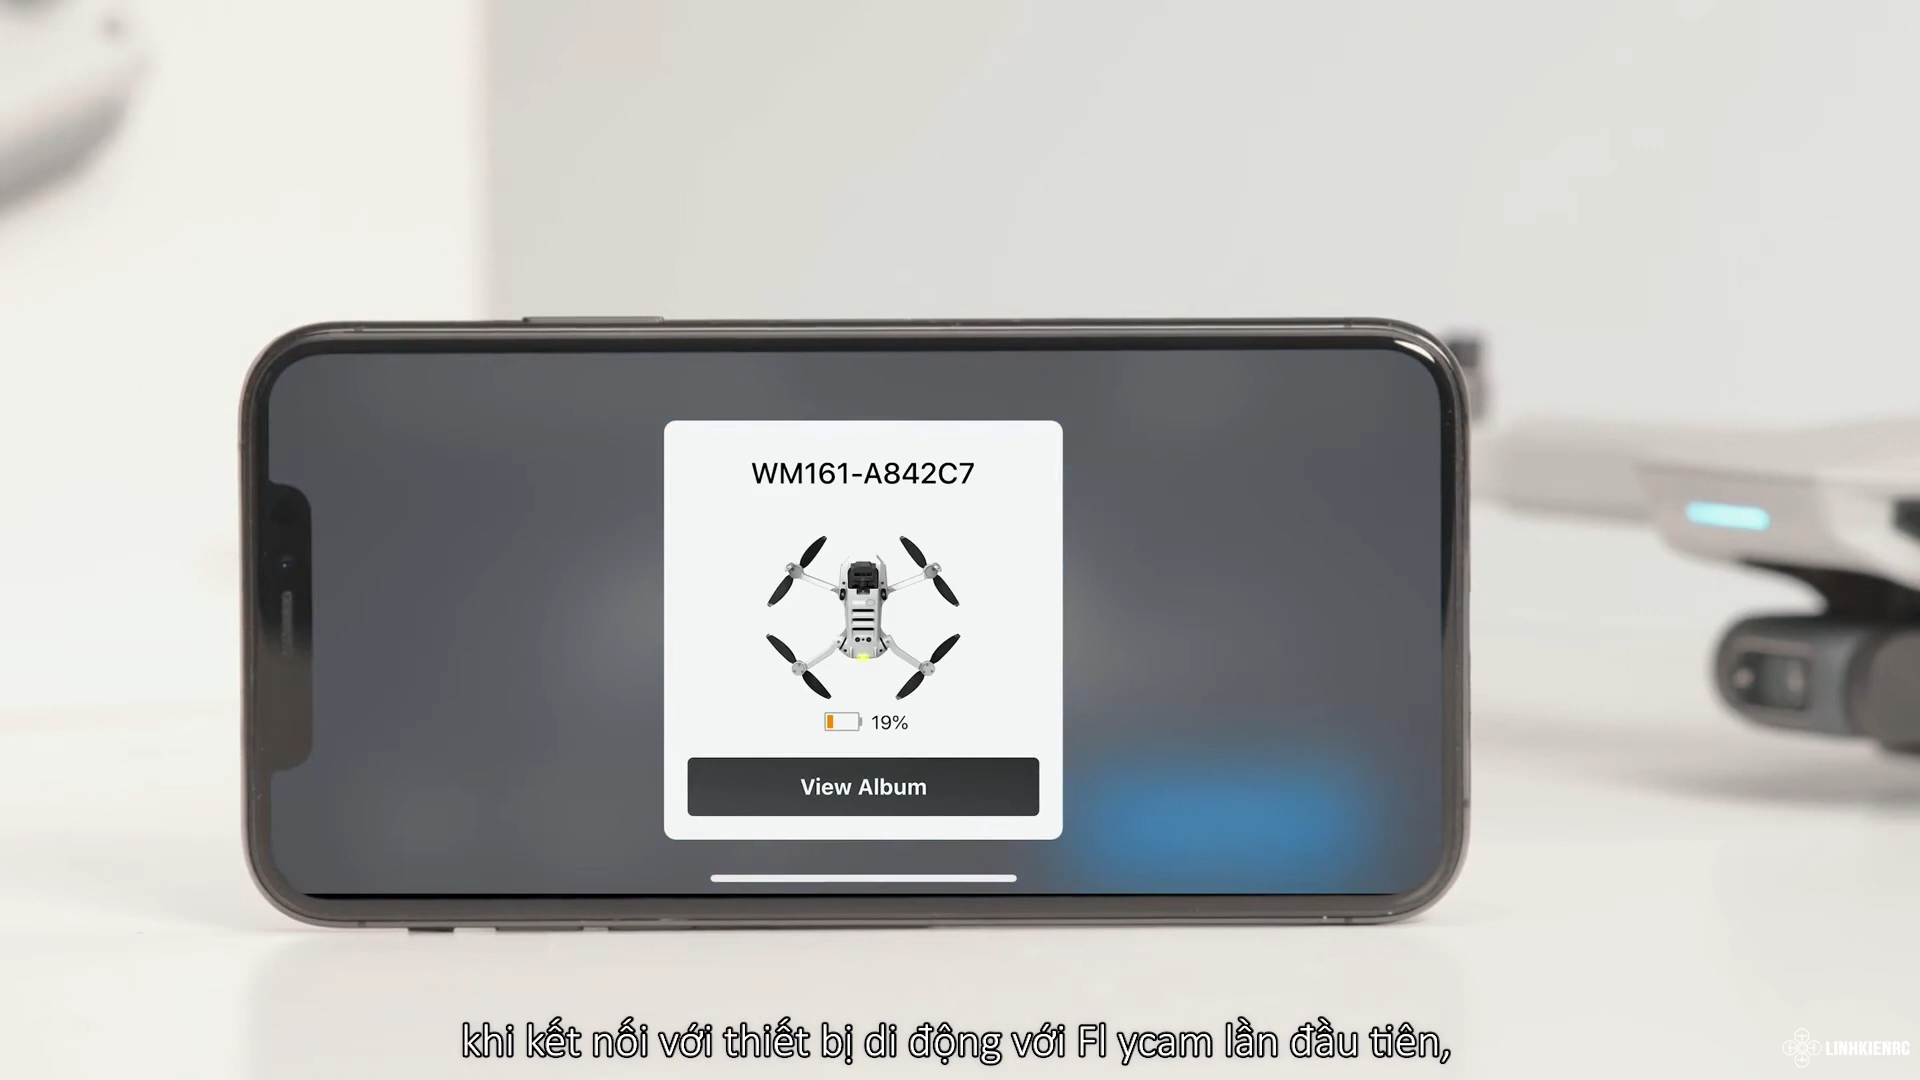 WM161-A842C7
19%
View Album
khi kết nối với thiết bị di động với Fl ycam lần đầu tiên,
LINHKIENRC